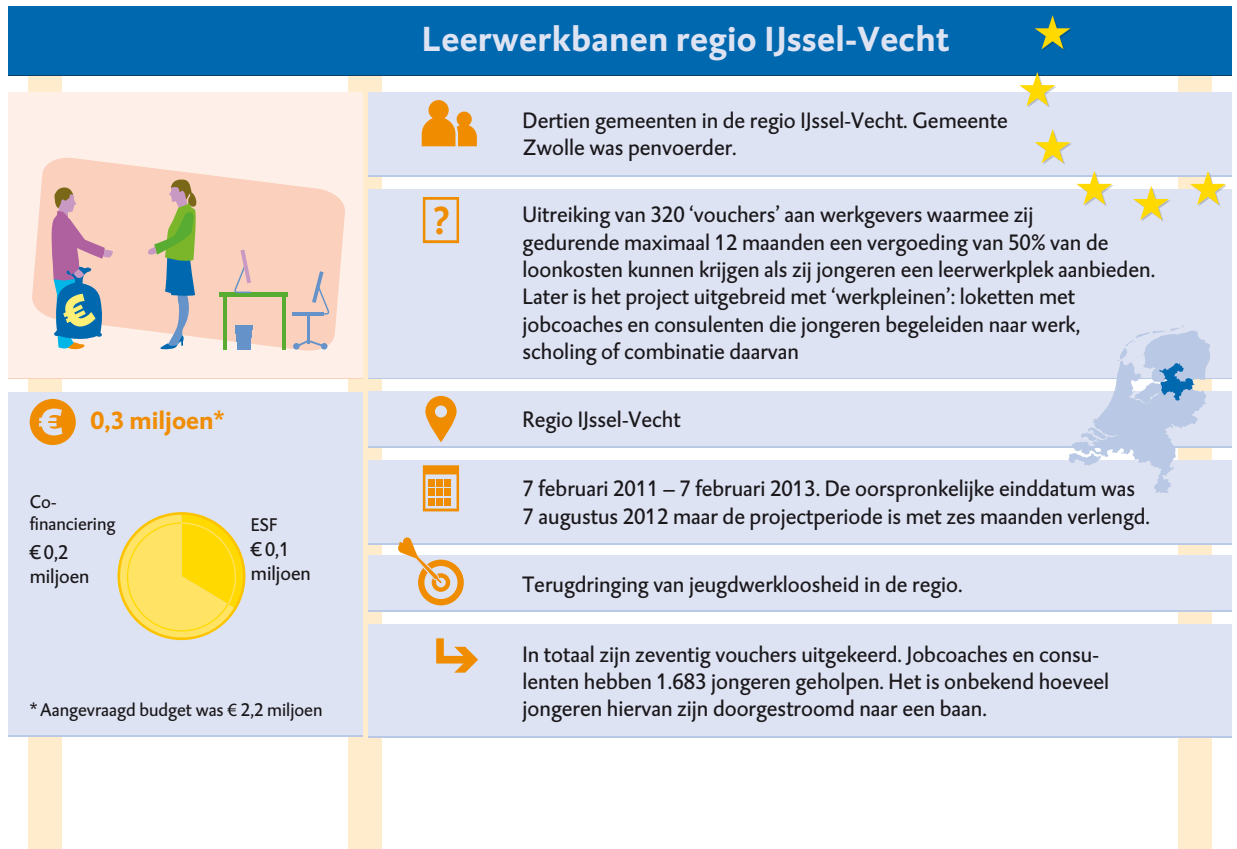 Leerwerkbanen regio IJssel-Vecht
Dertien gemeenten in de regio IJssel-Vecht. Gemeente
Zwolle was penvoerder.
?
Uitreiking van 320 ‘vouchers’ aan werkgevers waarmee zij
gedurende maximaal 12 maanden een vergoeding van 50% van de
loonkosten kunnen krijgen als zij jongeren een leerwerkplek aanbieden.
Later is het project uitgebreid met ‘werkpleinen’: loketten met
jobcoaches en consulenten die jongeren begeleiden naar werk,
scholing of combinatie daarvan
€
€ 0,3 miljoen*
Co-
financiering
€ 0,2
miljoen
ESF
€ 0,1
miljoen
* Aangevraagd budget was € 2,2 miljoen
Regio IJssel-Vecht
7 februari 2011 – 7 februari 2013. De oorspronkelijke einddatum was
7 augustus 2012 maar de projectperiode is met zes maanden verlengd.
Terugdringing van jeugdwerkloosheid in de regio.
In totaal zijn zeventig vouchers uitgekeerd. Jobcoaches en consu-
lenten hebben 1.683 jongeren geholpen. Het is onbekend hoeveel
jongeren hiervan zijn doorgestroomd naar een baan.